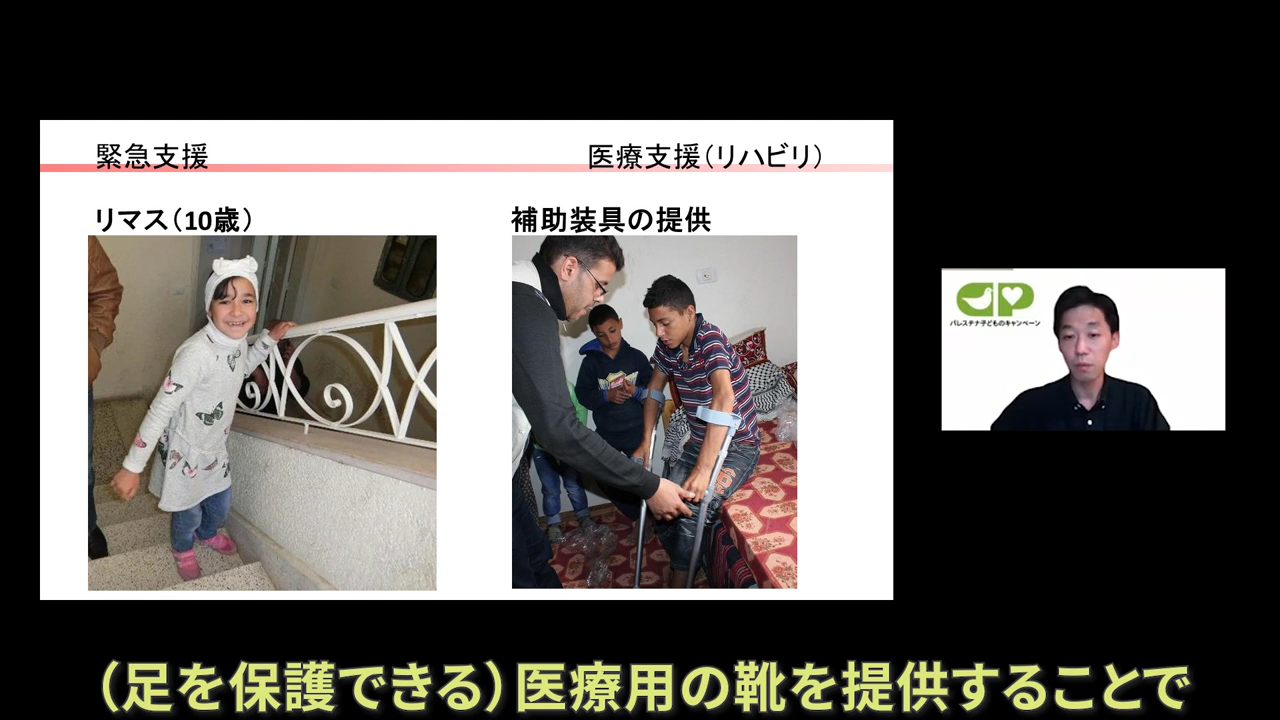 緊急支援
医療支援（リハビリ）
リマス（10歳）
補助装具の提供
CCP
パレスチナ子どものキャンペーン
（足を保護できる）医療用の靴を提供することで